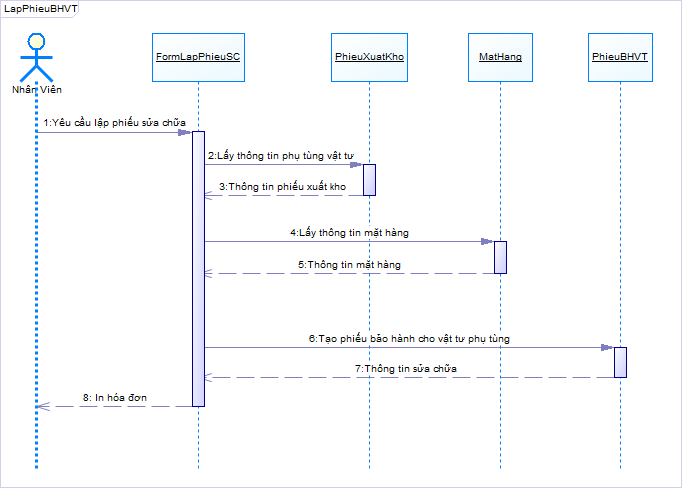 LapPhieuBHVT
FormLapPhieuSC
PhieuXuatKho
MatHang
PhieuBHVT
Nhân Viên
1:Yêu cầu lập phiếu sửa chữa
2:Lấy thông tin phụ tùng vật tư
3:Thông tin phiếu xuất kho
4:Lấy thông tin mặt hàng
5:Thông tin mặt hàng
6:Tạo phiếu bảo hành cho vật tư phụ tùng
7:Thông tin sửa chữa
8: In hóa đơn